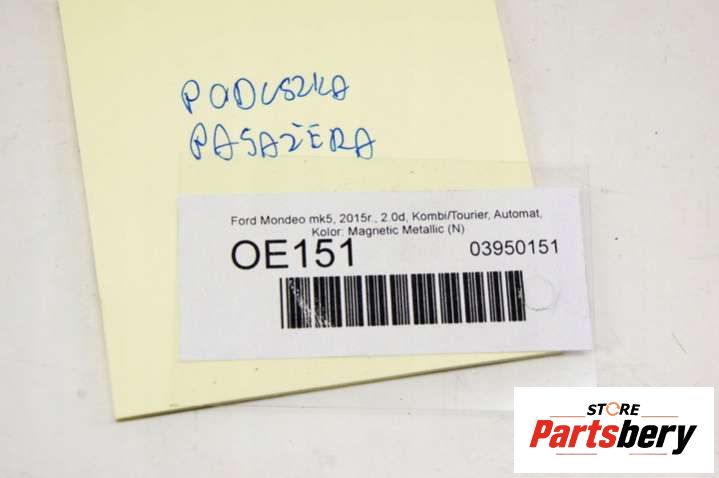 PODUSZKA
PASAŻERA
Ford Mondeo mk5, 2015r., 2.0d, Kombi/Tourier, Automat,
Kolor: Magnetic Metallic (N)
OE151 03950151
STORE
Partsbery